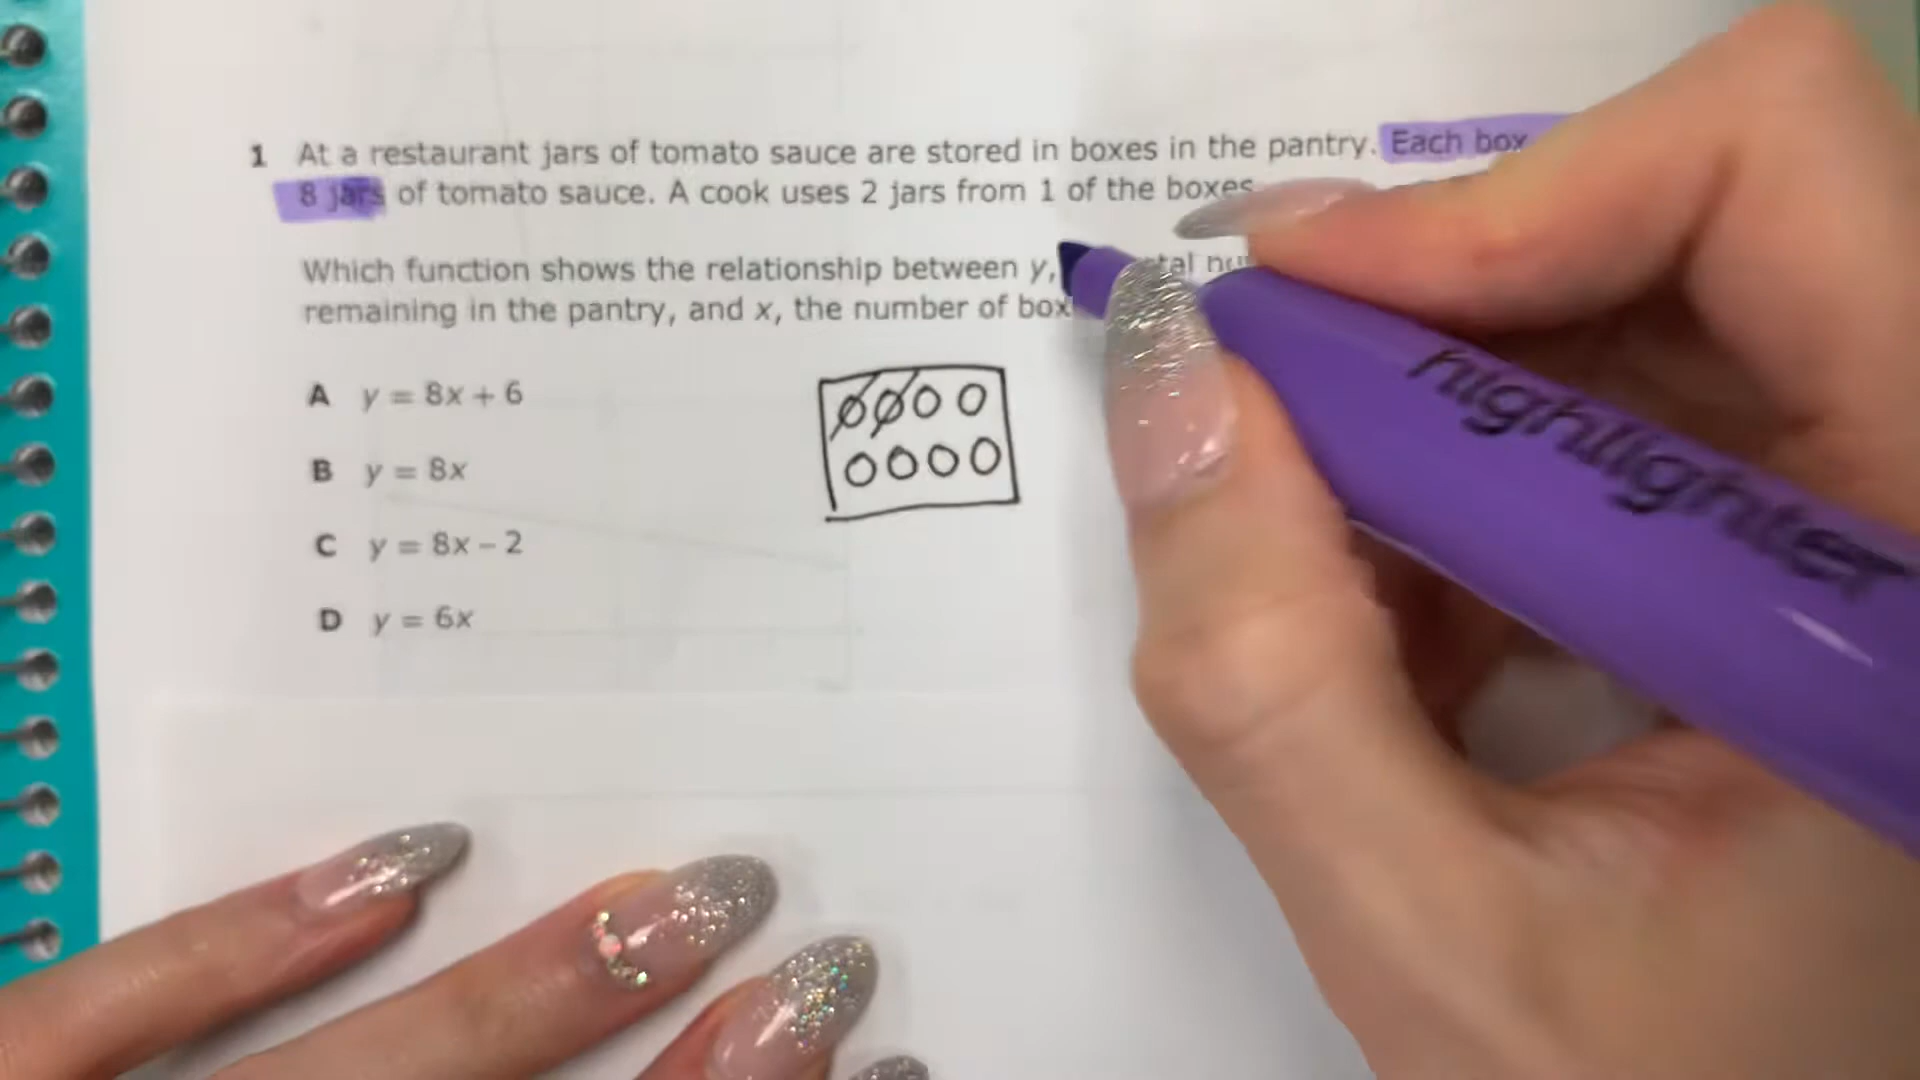 1 At a restaurant jars of tomato sauce are stored in boxes in the pantry. Each box
8 jars of tomato sauce. A cook uses 2 jars from 1 of the boxes
Which function shows the relationship between y,
remaining in the pantry, and x, the number of
A y = 8x + 6
B y = 8x
C y = 8x – 2
D y = 6x
highlighter